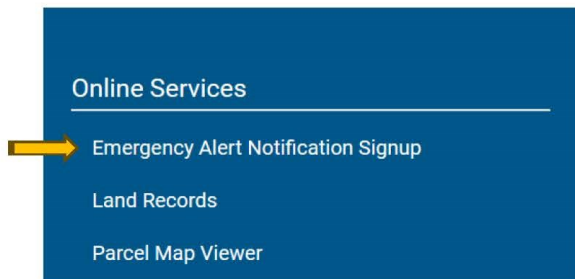 Online Services
Emergency Alert Notification Signup
Land Records
Parcel Map Viewer